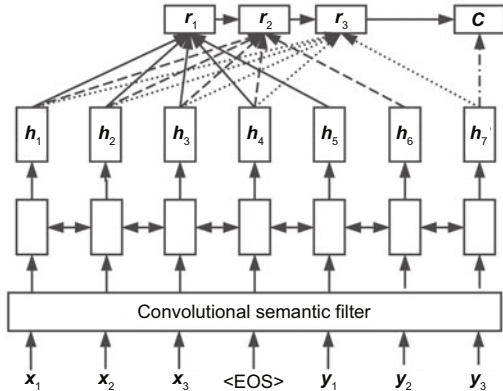 r₁ r₂ r₃ C
h₁ h₂ h₃ h₄ h₅ h₆ h₇
Convolutional semantic filter
x₁ x₂ x₃ <EOS> y₁ y₂ y₃